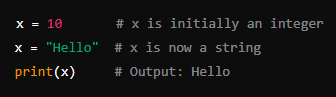 x = 10        # x is initially an integer
x = "Hello"  # x is now a string
print(x)     # Output: Hello